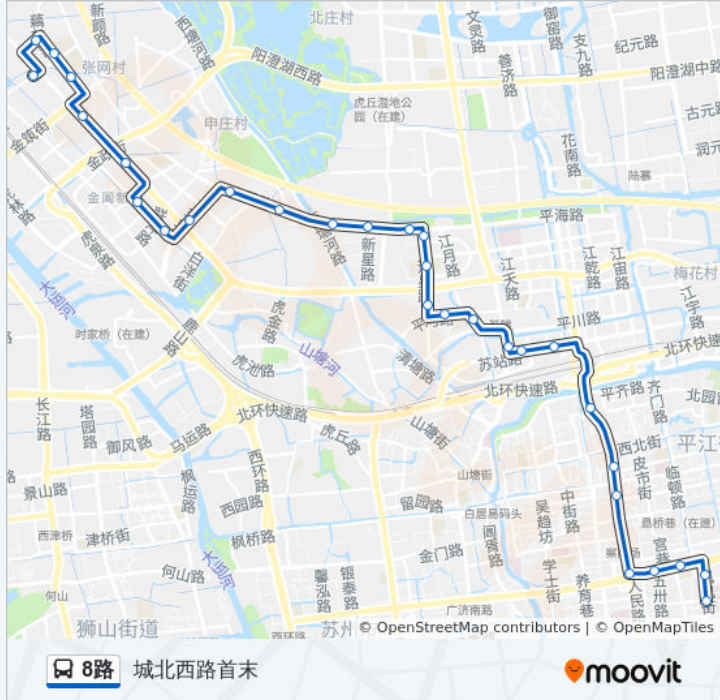 北庄村
文灵路
御窑路
支九路
纪元路
新颜路
西塘河路
善济路
阳澄湖西路
阳澄湖中路
张网村
虎丘湿地公
园（在建）
古元路
申庄村
金筑街
花南路
润元
陆慕
金阊新
平海路
虎泉路
新星路
江月路
白洋街
江天路
江乾路
江宙路
梅花村
大运河
江宇路
虎金路
平川路
时家桥（在建）
山塘河
清塘路
苏站路
北环快速
虎池路
北环快速路
平齐路
齐门路
北园
长江路
塔园路
北环快速路
山塘街
御风路
马运路
虎丘路
西北街
平江
皮市街
临顿路
西环路
枫运路
山塘街
景山路
西园路
留园路
白居易码头
吴趋坊
中街路
悬桥巷（在建）
西津桥
津桥街
枫桥路
阊胥路
金门路
大运河
何山路
学士街
养育巷
人民路
宫巷
五卅路
何山
馨泓路
银泰路
广济南路
狮山街道
西环路
苏州
© OpenStreetMap contributors | © OpenMapTiles
8路
城北西路首末
moovit